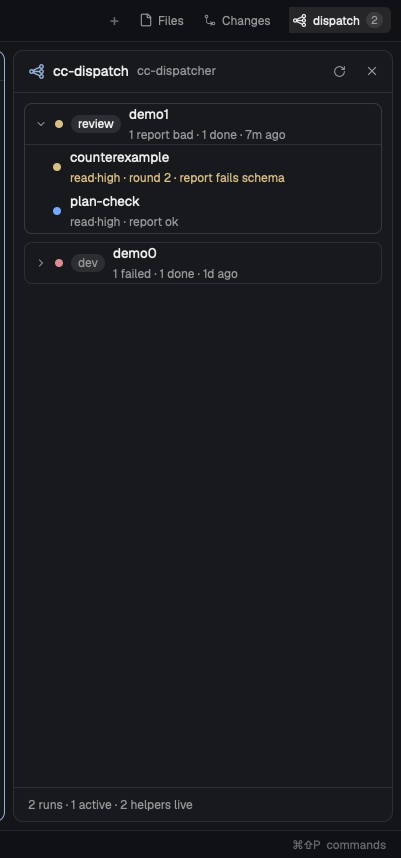 + Files Changes dispatch 2
cc-dispatch cc-dispatcher
review demo1
1 report bad · 1 done · 7m ago
counterexample
read-high · round 2 · report fails schema
plan-check
read-high · report ok
dev demo0
1 failed · 1 done · 1d ago
2 runs · 1 active · 2 helpers live
⌘⇧P commands